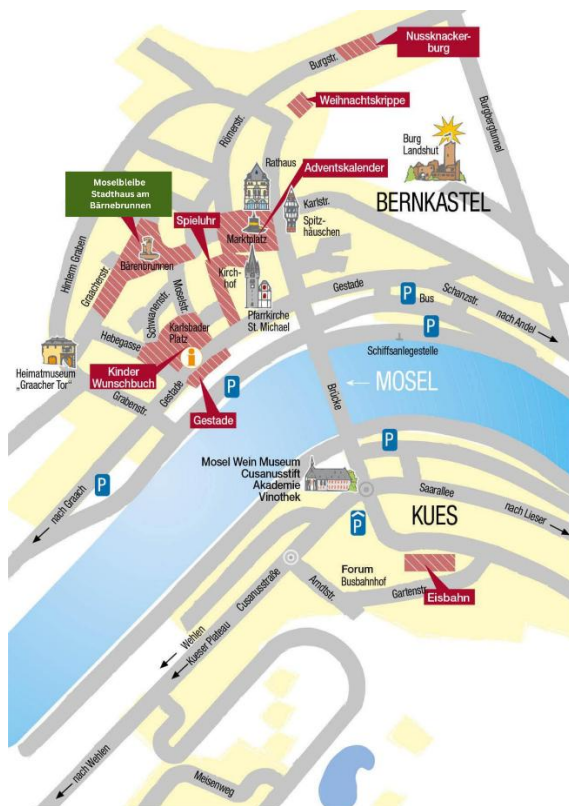 Nussknacker-
burg
Burgstr.
Weihnachtskrippe
Römerstr.
Burgbergtunnel
Burg
Landshut
Rathaus
Adventskalender
BERNKASTEL
Moselbleibe
Stadthaus am
Bärnebrunnen
Karlstr.
Spieluhr
Spitz-
häuschen
Marktplatz
Hinterm Graben
Bärenbrunnen
Graacherstr.
Kirch-
hof
Gestade
P
Bus
Schanzstr.
nach Andel
Moselstr.
Schwanenstr.
Pfarrkirche
St. Michael
Karlsbader
Platz
Hebegasse
P
Schiffsanlegestelle
Heimatmuseum
„Graacher Tor“
i
Kinder
Wunschbuch
Gestade
P
MOSEL
Brücke
Grabenstr.
Gestade
P
Mosel Wein Museum
Cusanusstift
Akademie
Vinothek
P
nach Graach
Saarallee
nach Lieser
KUES
P
Forum
Busbahnhof
Eisbahn
Gartenstr.
Arndtstr.
Cusanusstraße
Wehlen
Kueser Plateau
nach Wehlen
Meisenweg